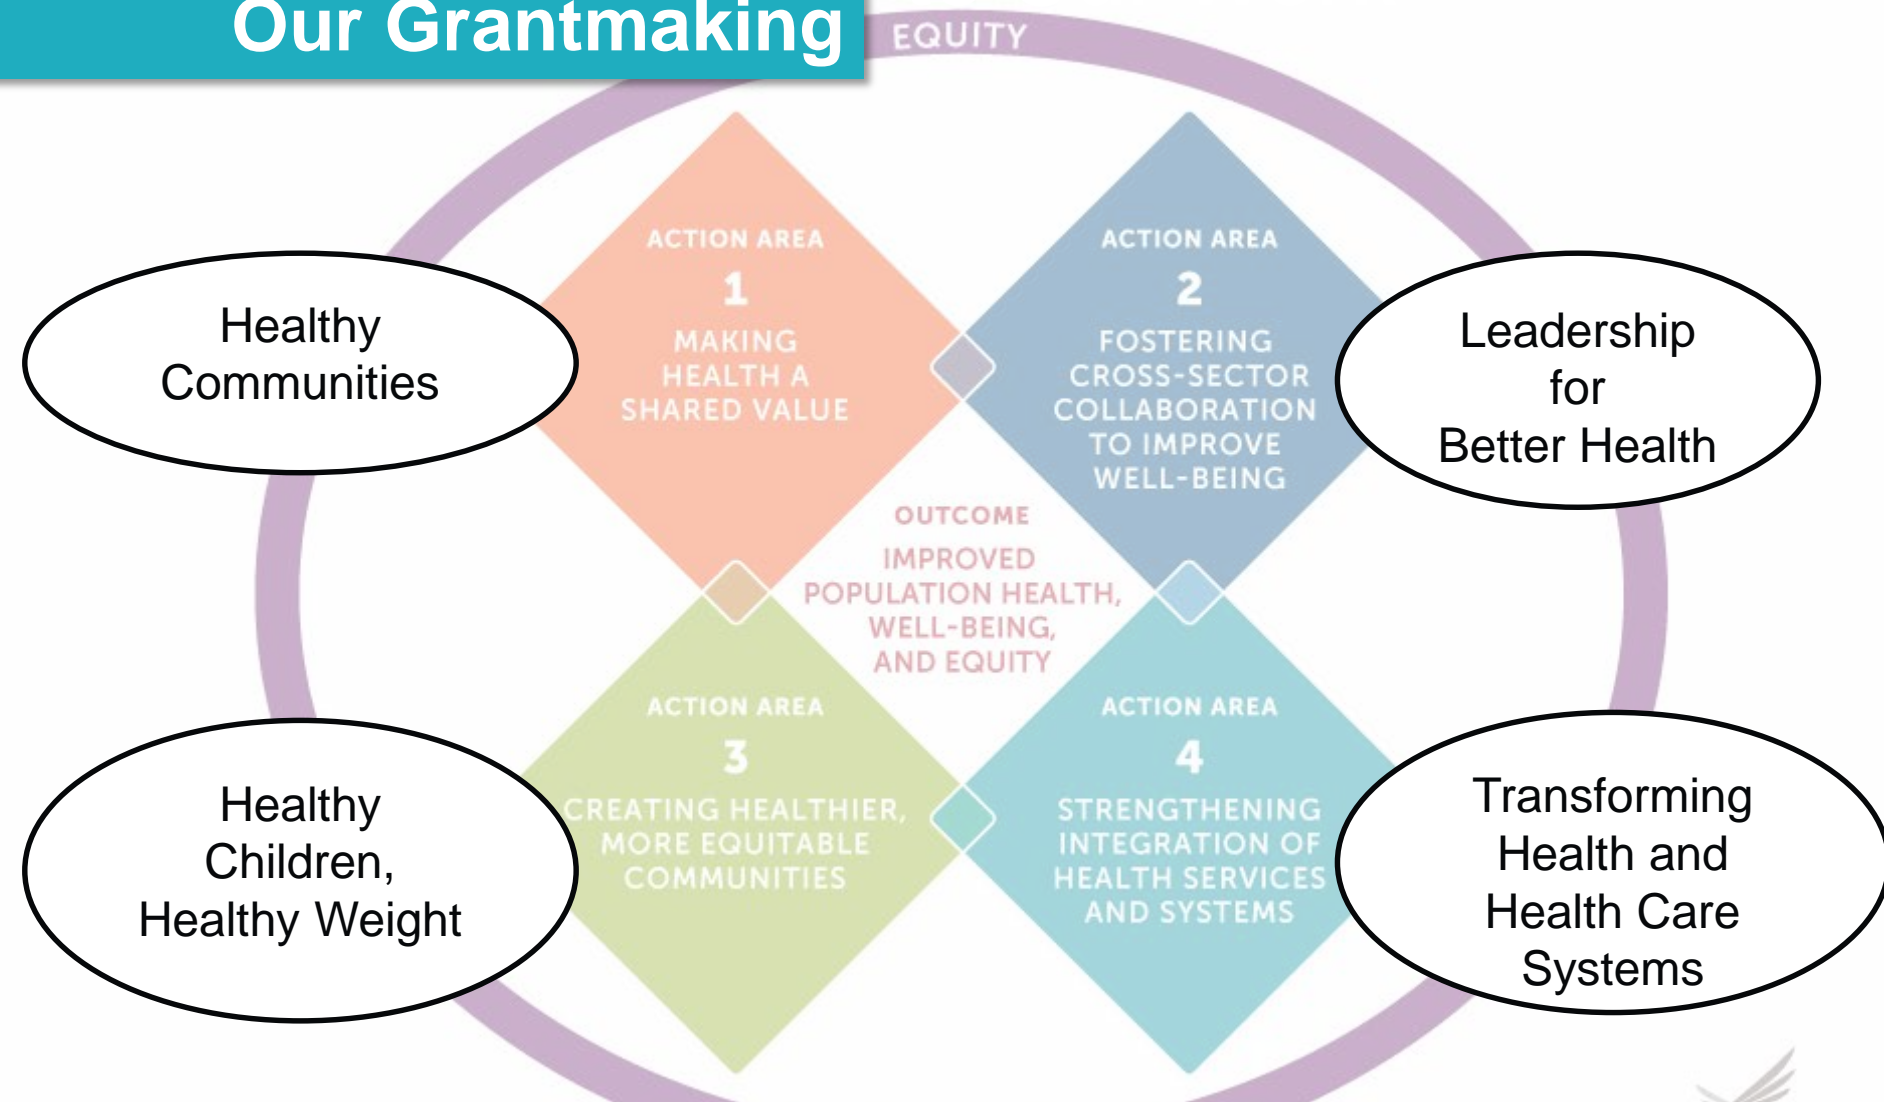 Our Grantmaking
EQUITY
ACTION AREA
1
MAKING
HEALTH A
SHARED VALUE
ACTION AREA
2
FOSTERING
CROSS-SECTOR
COLLABORATION
TO IMPROVE
WELL-BEING
Healthy
Communities
Leadership
for
Better Health
OUTCOME
IMPROVED
POPULATION HEALTH,
WELL-BEING,
AND EQUITY
ACTION AREA
3
CREATING HEALTHIER,
MORE EQUITABLE
COMMUNITIES
ACTION AREA
4
STRENGTHENING
INTEGRATION OF
HEALTH SERVICES
AND SYSTEMS
Healthy
Children,
Healthy Weight
Transforming
Health and
Health Care
Systems